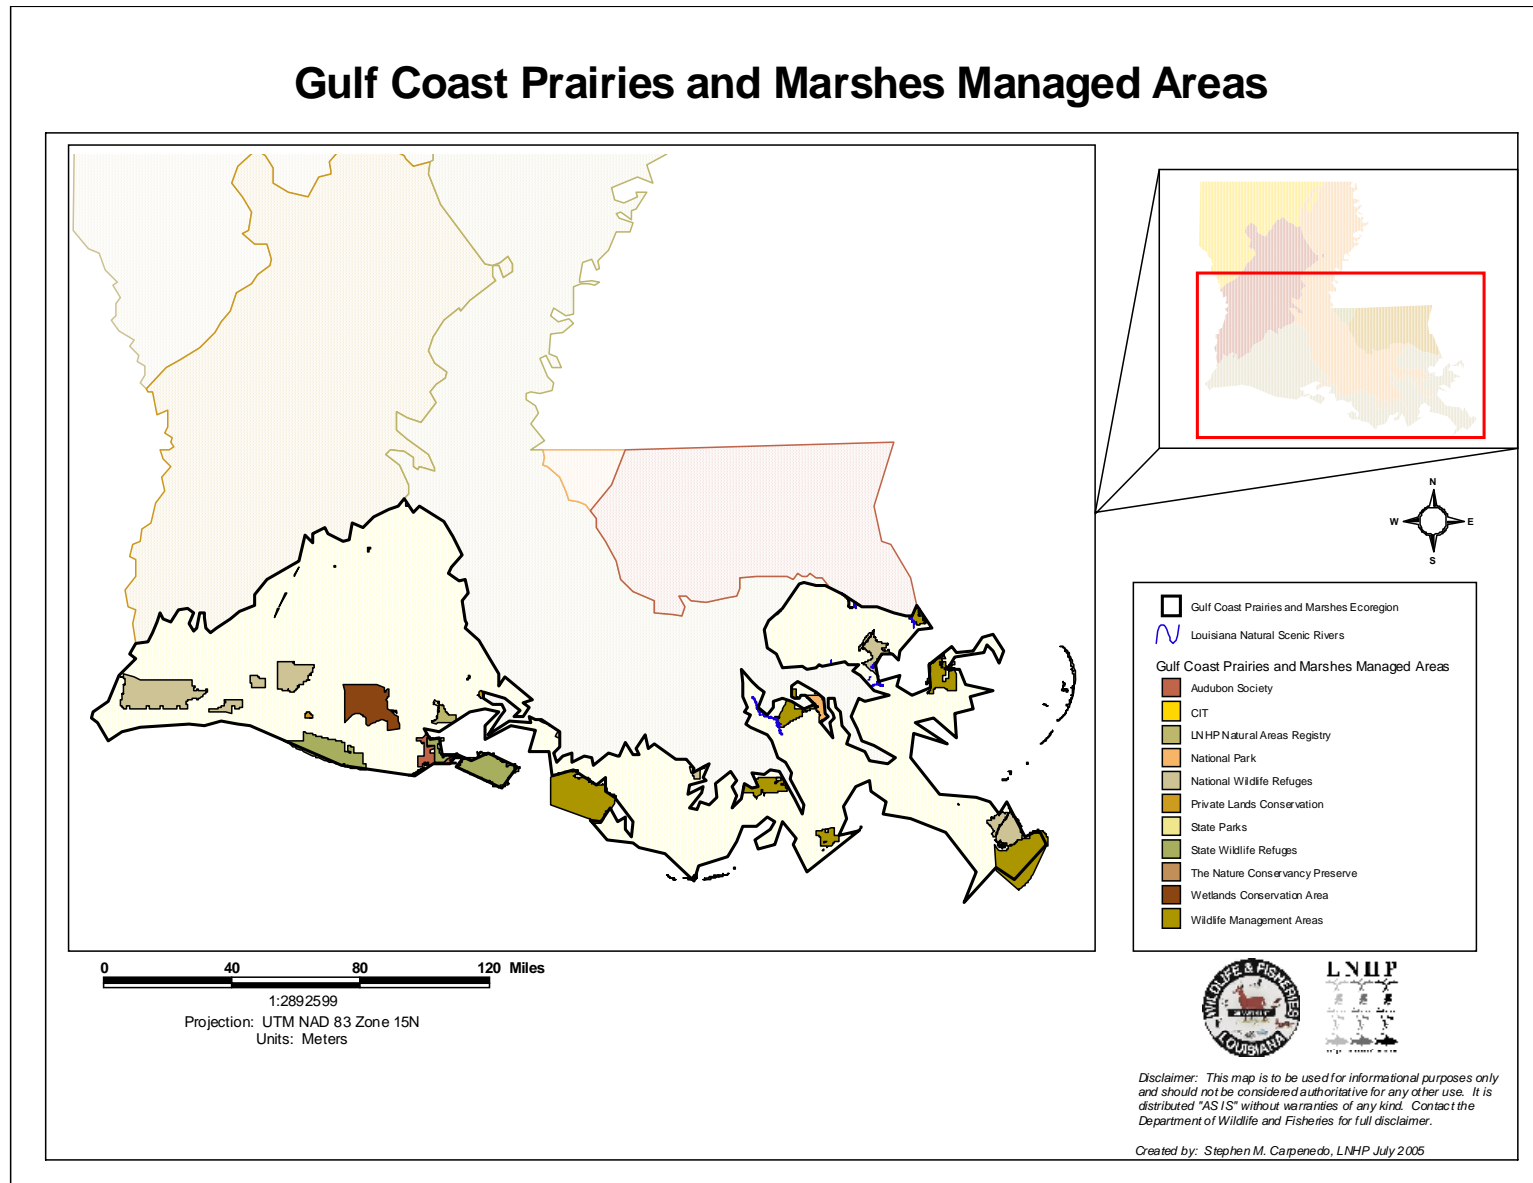 Gulf Coast Prairies and Marshes Managed Areas
N
W E
S
Gulf Coast Prairies and Marshes Ecoregion
Louisiana Natural Scenic Rivers
Gulf Coast Prairies and Marshes Managed Areas
Audubon Society
CIT
LNHP Natural Areas Registry
National Park
National Wildlife Refuges
Private Lands Conservation
State Parks
State Wildlife Refuges
The Nature Conservancy Preserve
Wetlands Conservation Area
Wildlife Management Areas
0 40 80 120 Miles
1:2892599
Projection: UTM NAD 83 Zone 15N
Units: Meters
WILDLIFE & FISHERIES
LOUISIANA
LNHP
Disclaimer: This map is to be used for informational purposes only
and should not be considered authoritative for any other use. It is
distributed "AS IS" without warranties of any kind. Contact the
Department of Wildlife and Fisheries for full disclaimer.
Created by: Stephen M. Carpenedo, LNHP July 2005